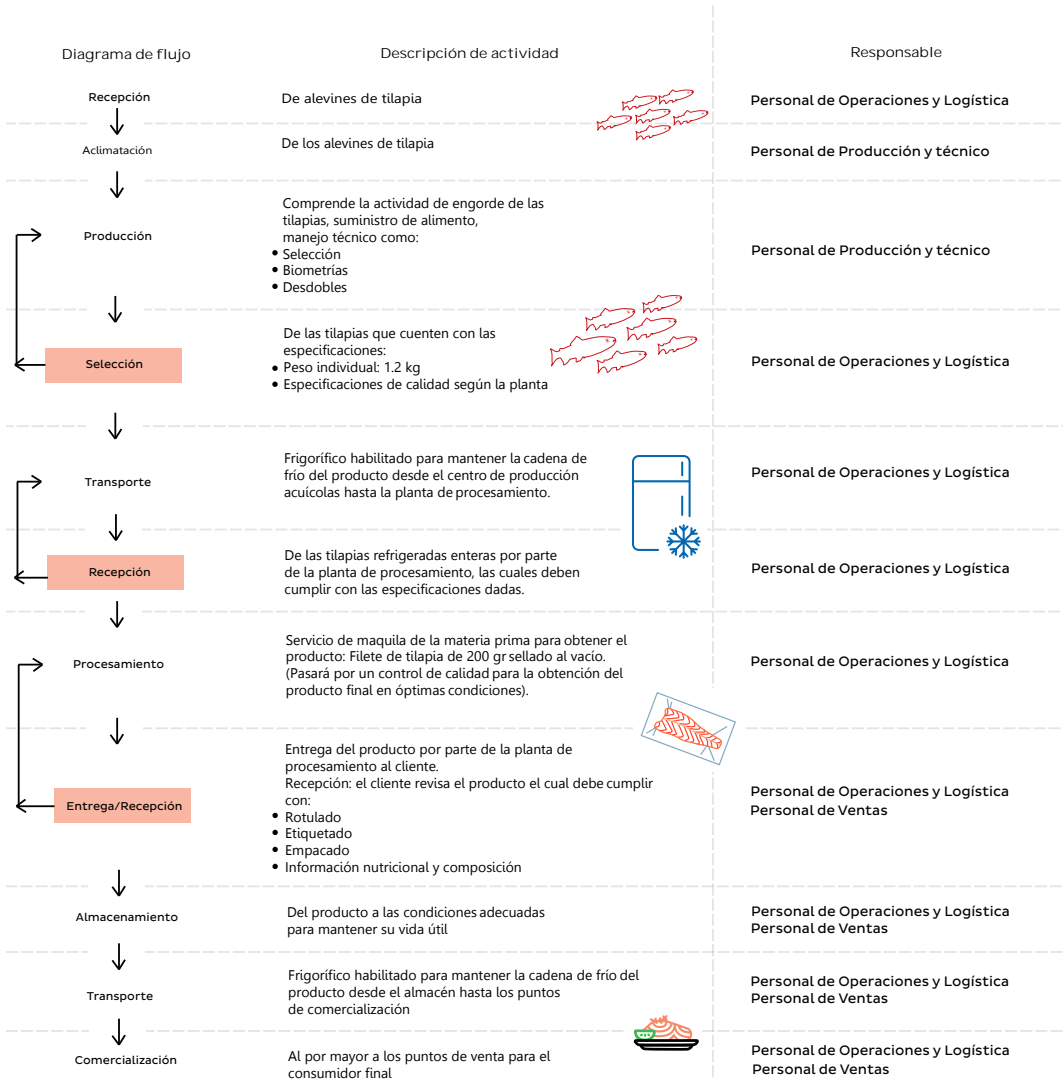 Diagrama de flujo
Descripción de actividad
Responsable
Recepción
De alevines de tilapia
Personal de Operaciones y Logística
Aclimatación
De los alevines de tilapia
Personal de Producción y técnico
Producción
Comprende la actividad de engorde de las
tilapias, suministro de alimento,
manejo técnico como:
• Selección
• Biometrías
• Desdobles
Personal de Producción y técnico
Selección
De las tilapias que cuenten con las
especificaciones:
• Peso individual: 1.2 kg
• Especificaciones de calidad según la planta
Personal de Operaciones y Logística
Transporte
Frigorífico habilitado para mantener la cadena de
frío del producto desde el centro de producción
acuícolas hasta la planta de procesamiento.
Personal de Operaciones y Logística
Recepción
De las tilapias refrigeradas enteras por parte
de la planta de procesamiento, las cuales deben
cumplir con las especificaciones dadas.
Personal de Operaciones y Logística
Procesamiento
Servicio de maquila de la materia prima para obtener el
producto: Filete de tilapia de 200 gr sellado al vacío.
(Pasará por un control de calidad para la obtención del
producto final en óptimas condiciones).
Personal de Operaciones y Logística
Entrega/Recepción
Entrega del producto por parte de la planta de
procesamiento al cliente.
Recepción: el cliente revisa el producto el cual debe cumplir
con:
• Rotulado
• Etiquetado
• Empacado
• Información nutricional y composición
Personal de Operaciones y Logística
Personal de Ventas
Almacenamiento
Del producto a las condiciones adecuadas
para mantener su vida útil
Personal de Operaciones y Logística
Personal de Ventas
Transporte
Frigorífico habilitado para mantener la cadena de frío del
producto desde el almacén hasta los puntos
de comercialización
Personal de Operaciones y Logística
Personal de Ventas
Comercialización
Al por mayor a los puntos de venta para el
consumidor final
Personal de Operaciones y Logística
Personal de Ventas